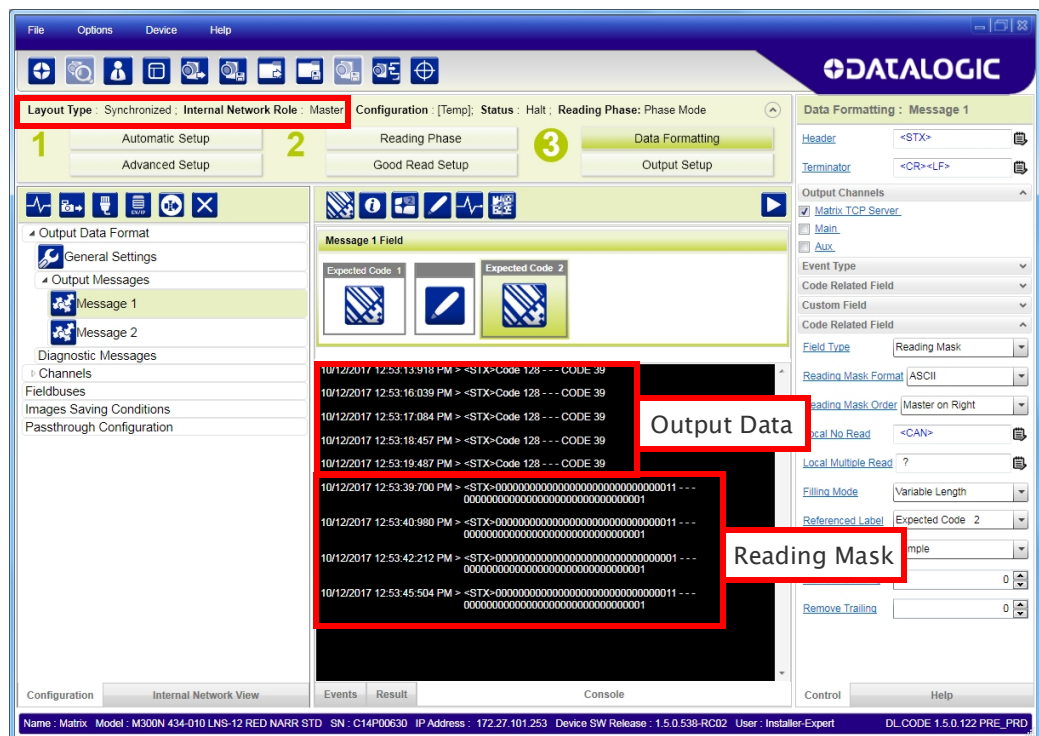 File Options Device Help
DATALOGIC
Layout Type : Synchronized ; Internal Network Role : Master Configuration : [Temp]; Status : Halt ; Reading Phase: Phase Mode
1 Automatic Setup 2 Reading Phase 3 Data Formatting
Advanced Setup Good Read Setup Output Setup
EN/IP
Output Data Format
General Settings
Output Messages
Message 1
Message 2
Diagnostic Messages
Channels
Fieldbuses
Images Saving Conditions
Passthrough Configuration
Configuration Internal Network View
Message 1 Field
Expected Code 1 Expected Code 2
10/12/2017 12:53:13:918 PM > <STX>Code 128 - - - CODE 39
10/12/2017 12:53:16:039 PM > <STX>Code 128 - - - CODE 39
10/12/2017 12:53:17:084 PM > <STX>Code 128 - - - CODE 39
10/12/2017 12:53:18:457 PM > <STX>Code 128 - - - CODE 39
10/12/2017 12:53:19:487 PM > <STX>Code 128 - - - CODE 39
Output Data
10/12/2017 12:53:39:700 PM > <STX>00000000000000000000000000000011 - - -
00000000000000000000000000000001
10/12/2017 12:53:40:980 PM > <STX>00000000000000000000000000000011 - - -
00000000000000000000000000000001
10/12/2017 12:53:42:212 PM > <STX>00000000000000000000000000000001 - - -
00000000000000000000000000000001
10/12/2017 12:53:45:504 PM > <STX>00000000000000000000000000000011 - - -
00000000000000000000000000000001
Reading Mask
Events Result Console
Data Formatting : Message 1
Header <STX>
Terminator <CR><LF>
Output Channels
Matrix TCP Server
Main
Aux
Event Type
Code Related Field
Custom Field
Code Related Field
Field Type Reading Mask
Reading Mask Format ASCII
Reading Mask Order Master on Right
Local No Read <CAN>
Local Multiple Read ?
Filling Mode Variable Length
Referenced Label Expected Code 2
0
Remove Trailing 0
Control Help
Name : Matrix Model : M300N 434-010 LNS-12 RED NARR STD SN : C14P00630 IP Address : 172.27.101.253 Device SW Release : 1.5.0.538-RC02 User : Installer-Expert DL.CODE 1.5.0.122 PRE_PRD